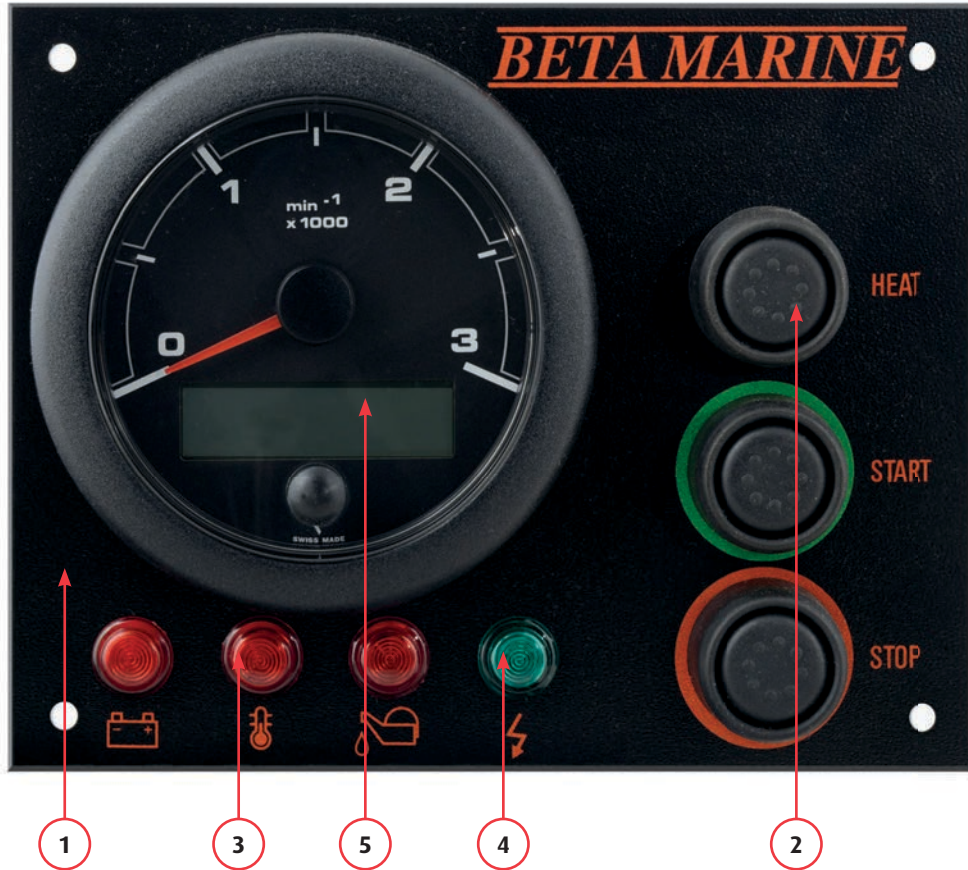 BETA MARINE
1
2
min -1
x 1000
0
3
HEAT
START
SWISS MADE
STOP
- +
1
3
5
4
2